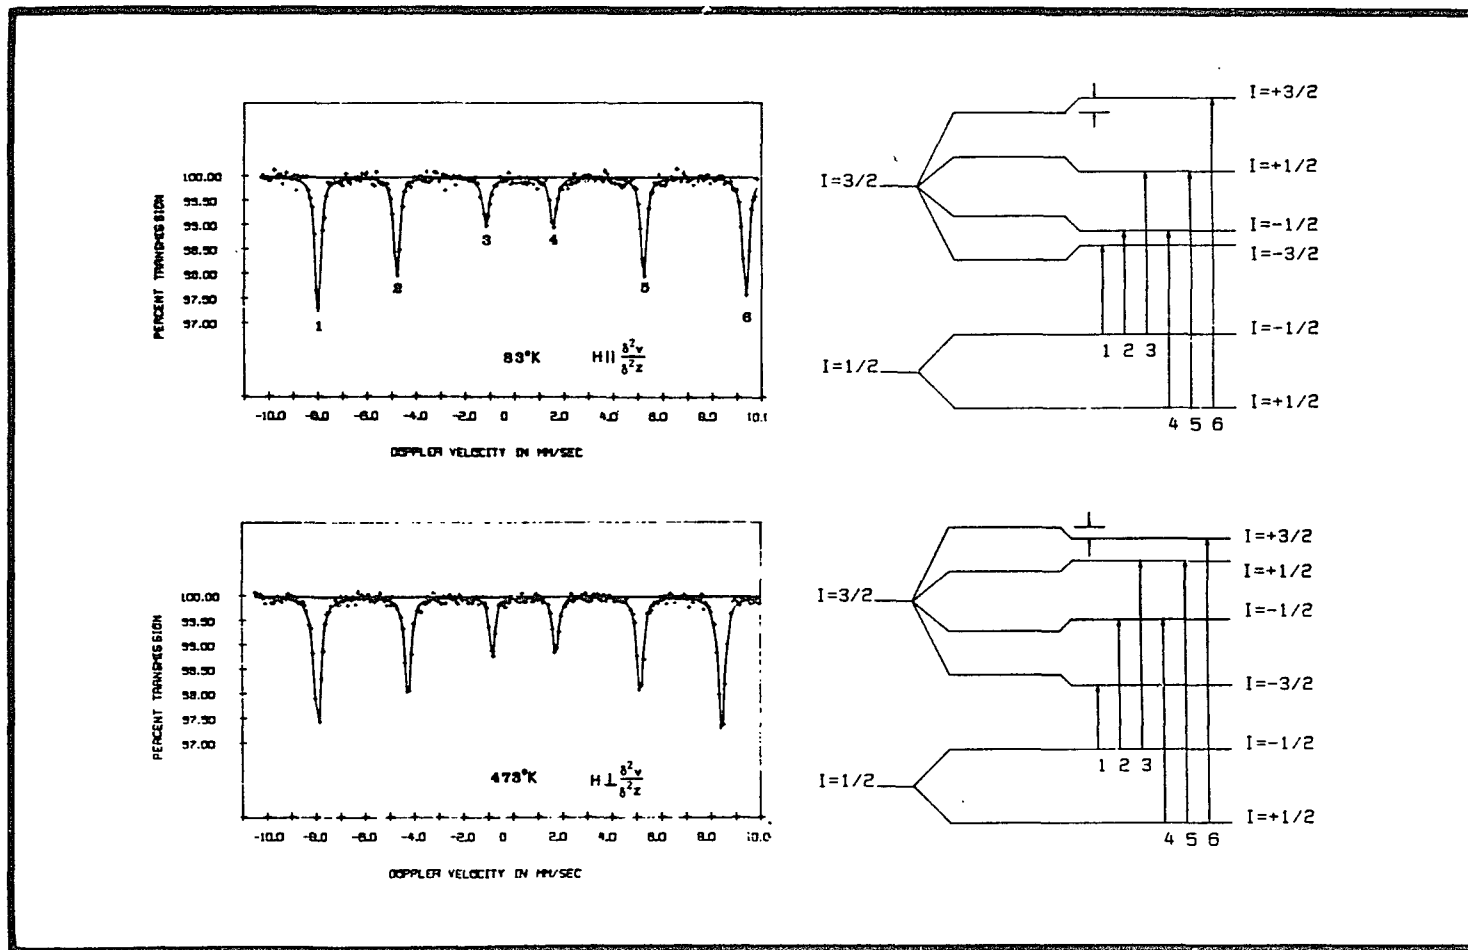 PERCENT TRANSMISSION
100.00
99.50
99.00
98.50
98.00
97.50
97.00
1
2
3
4
5
6
83°K
H || δ²v/δ²z
-10.0 -8.0 -6.0 -4.0 -2.0 0 2.0 4.0 6.0 8.0 10.0
DOPPLER VELOCITY IN MM/SEC
I=3/2
I=1/2
I=+3/2
I=+1/2
I=-1/2
I=-3/2
I=-1/2
I=+1/2
1 2 3
4 5 6
PERCENT TRANSMISSION
100.00
99.00
98.50
98.00
97.50
97.00
473°K
H ⊥ δ²v/δ²z
-10.0 -8.0 -6.0 -4.0 -2.0 0 2.0 4.0 6.0 8.0 10.0
DOPPLER VELOCITY IN MM/SEC
I=3/2
I=1/2
I=+3/2
I=+1/2
I=-1/2
I=-3/2
I=-1/2
I=+1/2
1 2 3
4 5 6